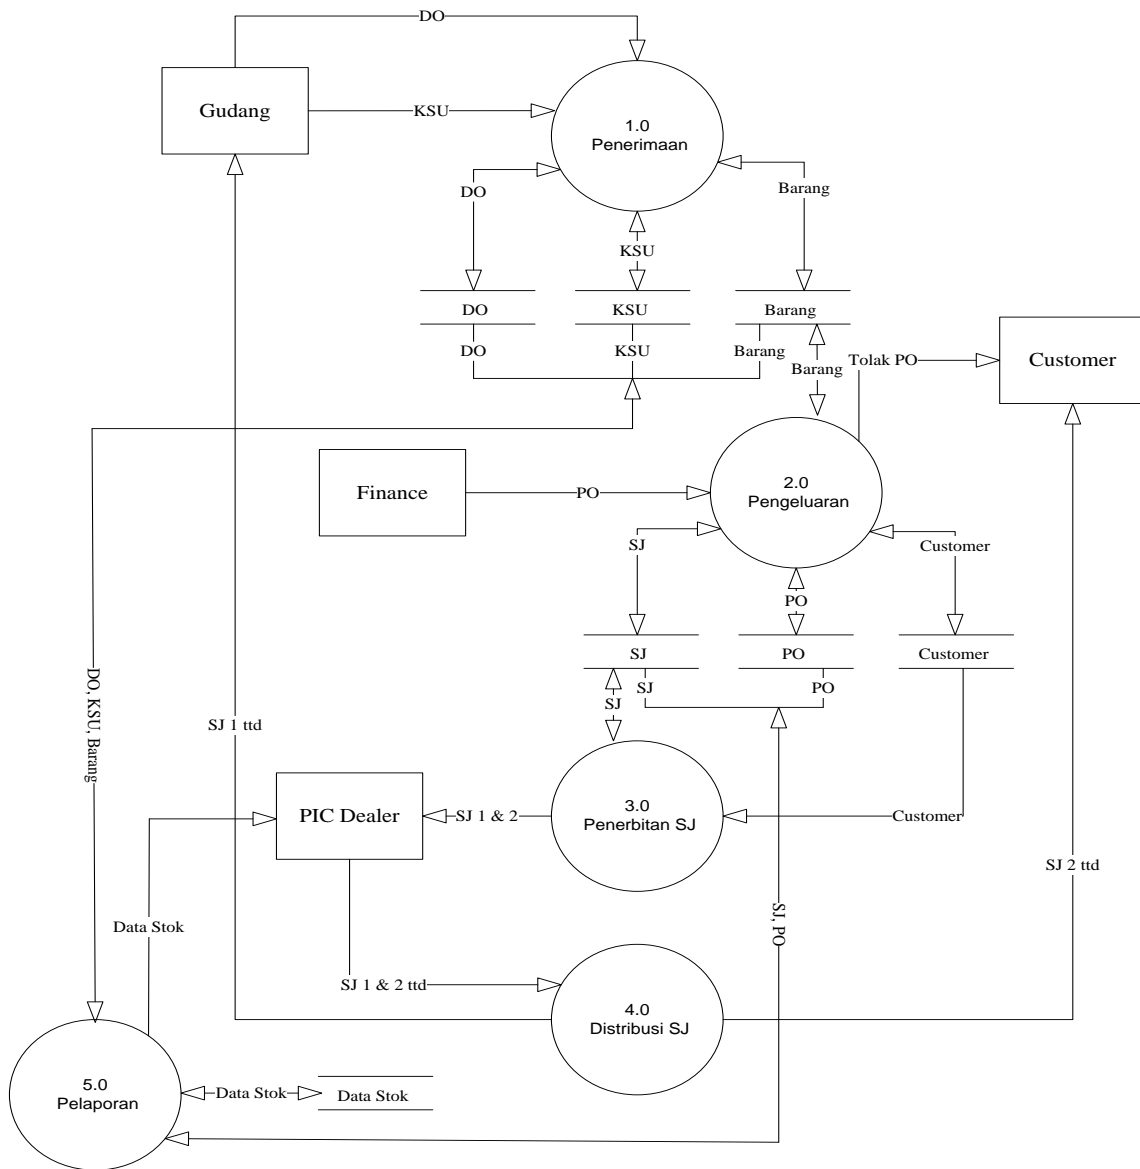 DO
Gudang
KSU
1.0
Penerimaan
DO
Barang
KSU
DO
KSU
Barang
DO
KSU
Barang
Barang
Tolak PO
Customer
Finance
PO
2.0
Pengeluaran
SJ
Customer
PO
SJ
PO
Customer
SJ
SJ
PO
DO, KSU, Barang
SJ 1 ttd
PIC Dealer
SJ 1 & 2
3.0
Penerbitan SJ
Customer
SJ 2 ttd
Data Stok
SJ, PO
SJ 1 & 2 ttd
4.0
Distribusi SJ
5.0
Pelaporan
Data Stok
Data Stok